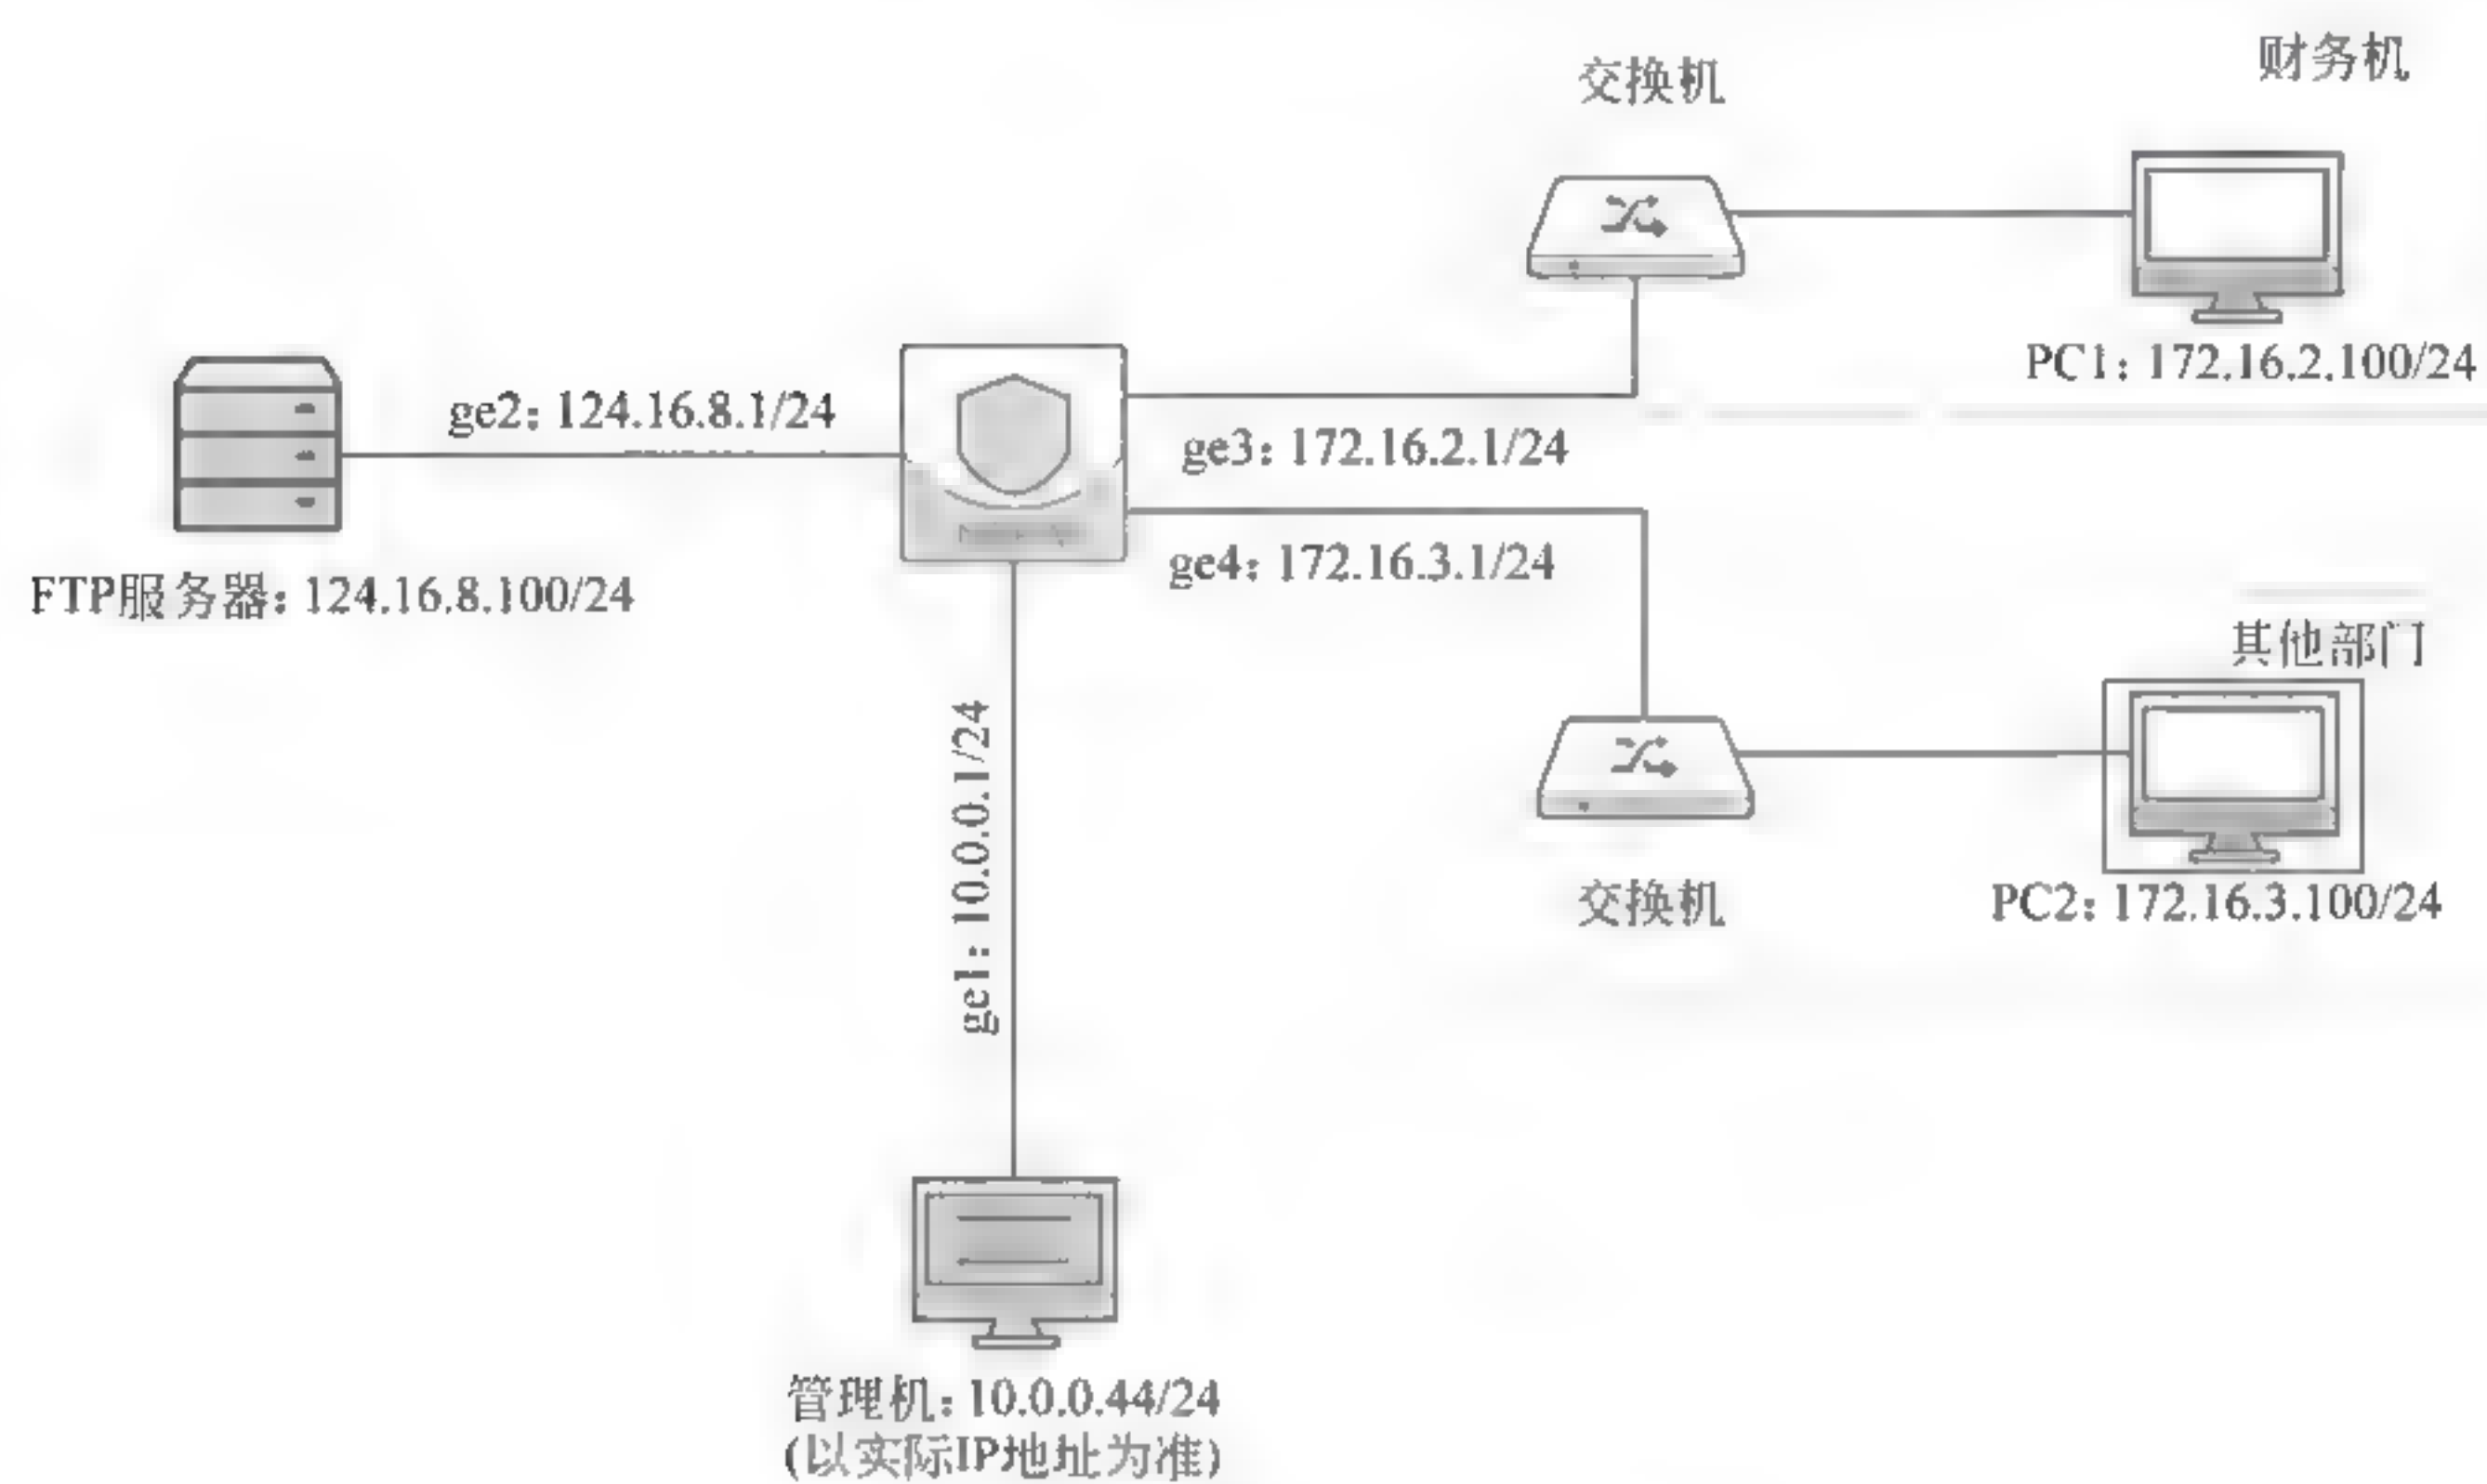 交换机
财务机
PC1：172.16.2.100/24
ge2：124.16.8.1/24
ge3：172.16.2.1/24
ge4：172.16.3.1/24
FTP服务器：124.16.8.100/24
其他部门
ge1：10.0.0.1/24
交换机
PC2：172.16.3.100/24
管理机：10.0.0.44/24
(以实际IP地址为准)